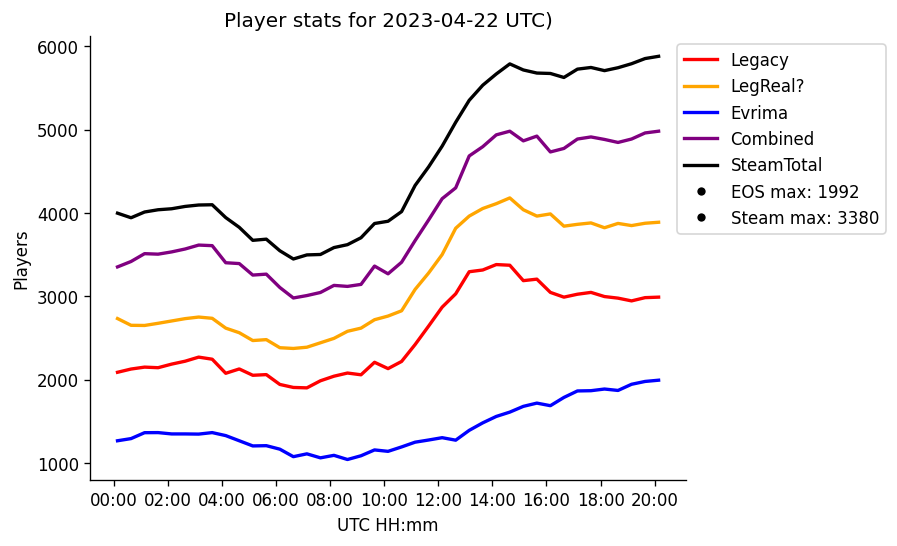 Player stats for 2023-04-22 UTC)
6000
5000
4000
3000
2000
1000
Players
00:00 02:00 04:00 06:00 08:00 10:00 12:00 14:00 16:00 18:00 20:00
UTC HH:mm
Legacy
LegReal?
Evrima
Combined
SteamTotal
EOS max: 1992
Steam max: 3380